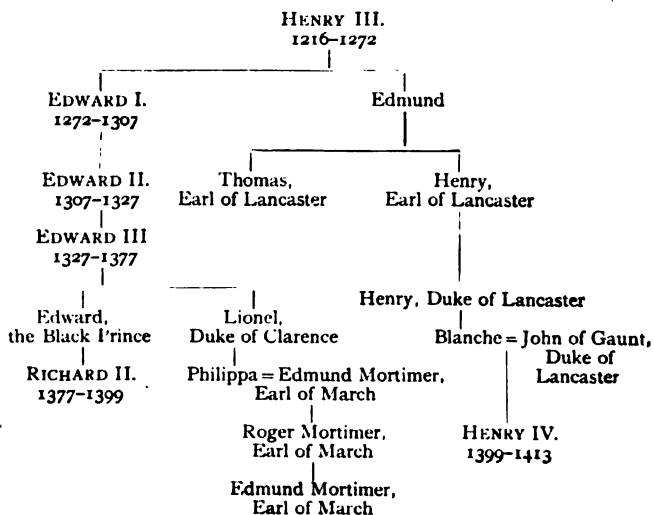 HENRY III.
1216–1272
EDWARD I.
1272–1307
Edmund
EDWARD II.
1307–1327
Thomas,
Earl of Lancaster
Henry,
Earl of Lancaster
EDWARD III
1327–1377
Henry, Duke of Lancaster
Edward,
the Black Prince
Lionel,
Duke of Clarence
Blanche = John of Gaunt,
Duke of
Lancaster
RICHARD II.
1377–1399
Philippa = Edmund Mortimer,
Earl of March
Roger Mortimer,
Earl of March
HENRY IV.
1399–1413
Edmund Mortimer,
Earl of March